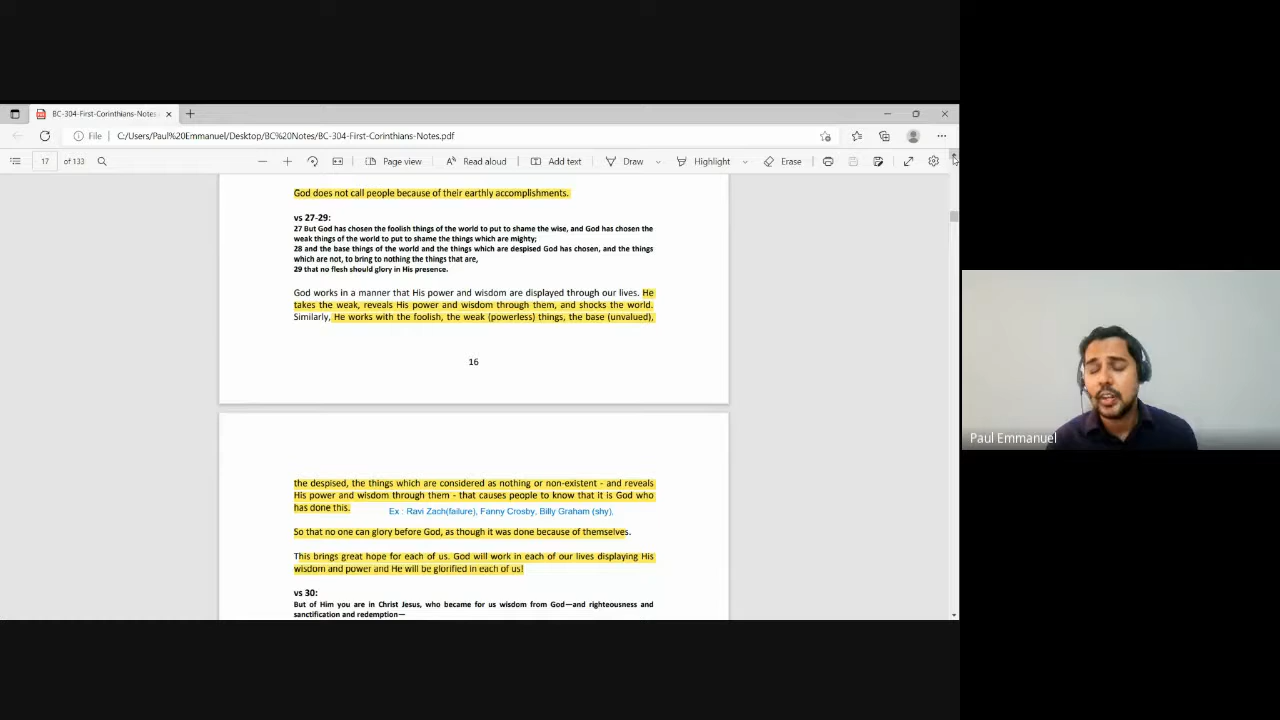 BC-304-First-Corinthians-Notes
File
C:/Users/Paul%20Emmanuel/Desktop/BC%20Notes/BC-304-First-Corinthians-Notes.pdf
17 of 133
Page view
Read aloud
Add text
Draw
Highlight
Erase
God does not call people because of their earthly accomplishments.
vs 27-29:
27 But God has chosen the foolish things of the world to put to shame the wise, and God has chosen the
weak things of the world to put to shame the things which are mighty;
28 and the base things of the world and the things which are despised God has chosen, and the things
which are not, to bring to nothing the things that are,
29 that no flesh should glory in His presence.
God works in a manner that His power and wisdom are displayed through our lives. He
takes the weak, reveals His power and wisdom through them, and shocks the world.
Similarly, He works with the foolish, the weak (powerless) things, the base (unvalued),
16
the despised, the things which are considered as nothing or non-existent - and reveals
His power and wisdom through them - that causes people to know that it is God who
has done this.
Ex : Ravi Zach(failure), Fanny Crosby, Billy Graham (shy),
So that no one can glory before God, as though it was done because of themselves.
This brings great hope for each of us. God will work in each of our lives displaying His
wisdom and power and He will be glorified in each of us!
vs 30:
But of Him you are in Christ Jesus, who became for us wisdom from God—and righteousness and
sanctification and redemption—
Paul Emmanuel